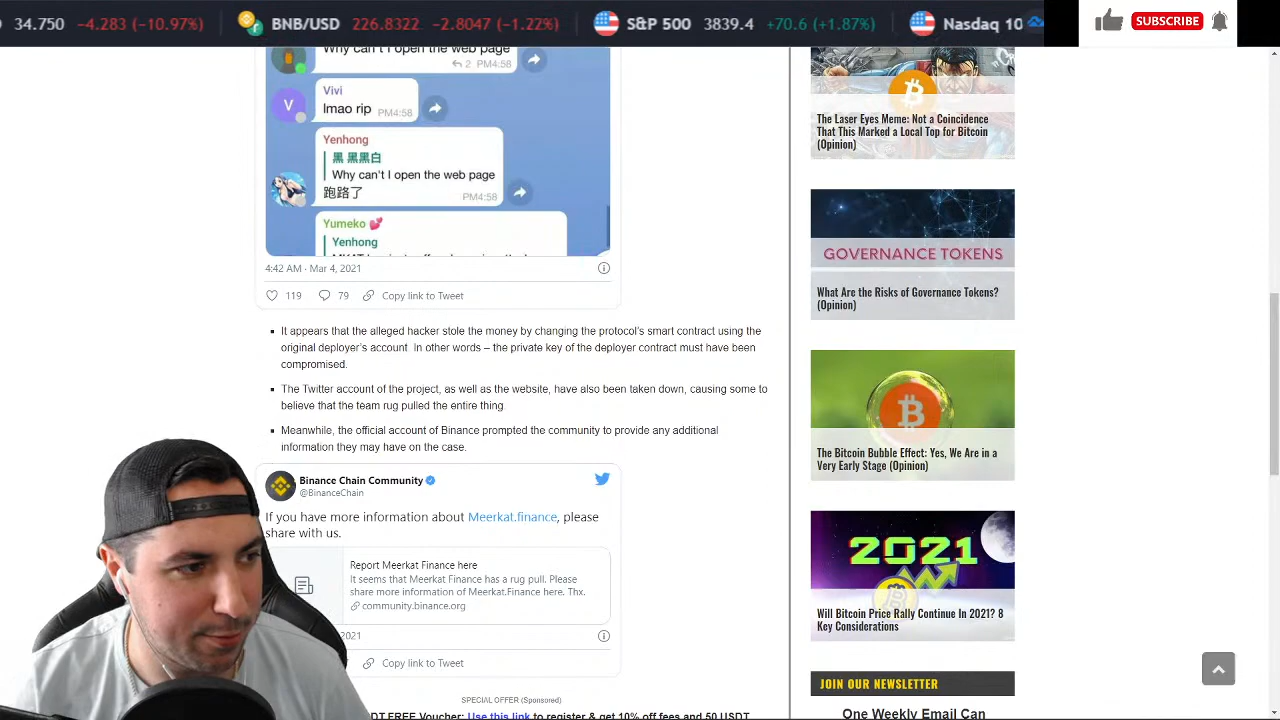 34.750 -4.283 (-10.97%) BNB/USD 226.8322 -2.8047 (-1.22%) S&P 500 3839.4 +70.6 (+1.87%) Nasdaq 10
SUBSCRIBE
Why can't I open the web page
2 PM4:58
V
Vivi
lmao rip PM4:58
Yenhong
黑 黑黑白
Why can't I open the web page
跑路了 PM4:58
Yumeko
Yenhong
4:42 AM · Mar 4, 2021
119 79 Copy link to Tweet
It appears that the alleged hacker stole the money by changing the protocol's smart contract using the
original deployer's account In other words – the private key of the deployer contract must have been
compromised.
The Twitter account of the project, as well as the website, have also been taken down, causing some to
believe that the team rug pulled the entire thing.
Meanwhile, the official account of Binance prompted the community to provide any additional
information they may have on the case.
Binance Chain Community
@BinanceChain
If you have more information about Meerkat.finance, please
share with us.
Report Meerkat Finance here
It seems that Meerkat Finance has a rug pull. Please
share more information of Meerkat.Finance here. Thx.
community.binance.org
2021
Copy link to Tweet
SPECIAL OFFER (Sponsored)
DT FREE Voucher: Use this link to register & get 10% off fees and 50 USDT
The Laser Eyes Meme: Not a Coincidence
That This Marked a Local Top for Bitcoin
(Opinion)
GOVERNANCE TOKENS
What Are the Risks of Governance Tokens?
(Opinion)
The Bitcoin Bubble Effect: Yes, We Are in a
Very Early Stage (Opinion)
2021
Will Bitcoin Price Rally Continue In 2021? 8
Key Considerations
JOIN OUR NEWSLETTER
One Weekly Email Can